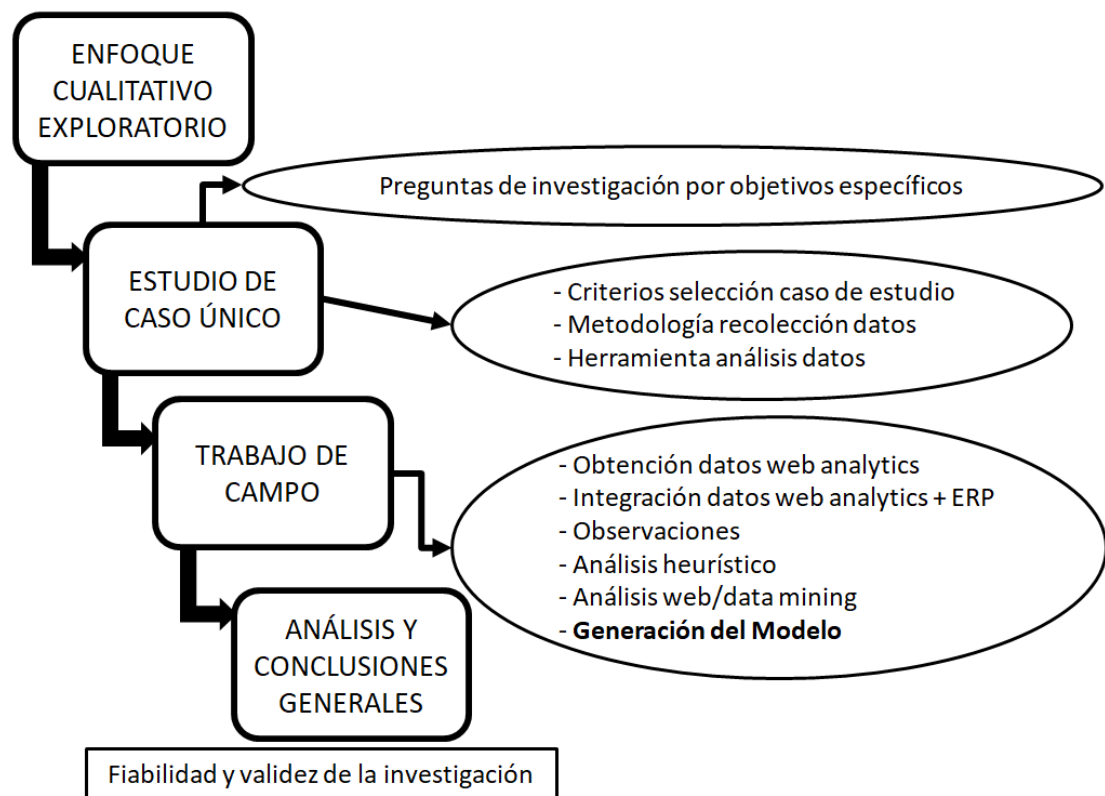 ENFOQUE
CUALITATIVO
EXPLORATORIO
Preguntas de investigación por objetivos específicos
ESTUDIO DE
CASO ÚNICO
- Criterios selección caso de estudio
- Metodología recolección datos
- Herramienta análisis datos
TRABAJO DE
CAMPO
- Obtención datos web analytics
- Integración datos web analytics + ERP
- Observaciones
- Análisis heurístico
- Análisis web/data mining
- Generación del Modelo
ANÁLISIS Y
CONCLUSIONES
GENERALES
Fiabilidad y validez de la investigación